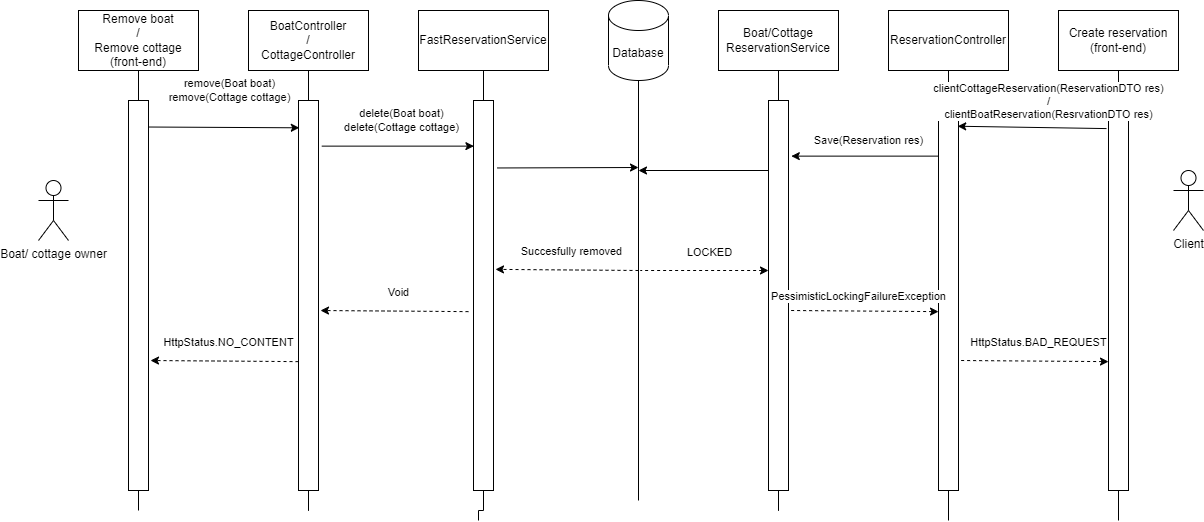 Remove boat
/
Remove cottage
(front-end)
BoatController
/
CottageController
FastReservationService
Database
Boat/Cottage
ReservationService
ReservationController
Create reservation
(front-end)
remove(Boat boat)
remove(Cottage cottage)
delete(Boat boat)
delete(Cottage cottage)
clientCottageReservation(ReservationDTO res)
/
clientBoatReservation(ResrvationDTO res)
Save(Reservation res)
Boat/ cottage owner
Client
Succesfully removed
LOCKED
Void
PessimisticLockingFailureException
HttpStatus.NO_CONTENT
HttpStatus.BAD_REQUEST